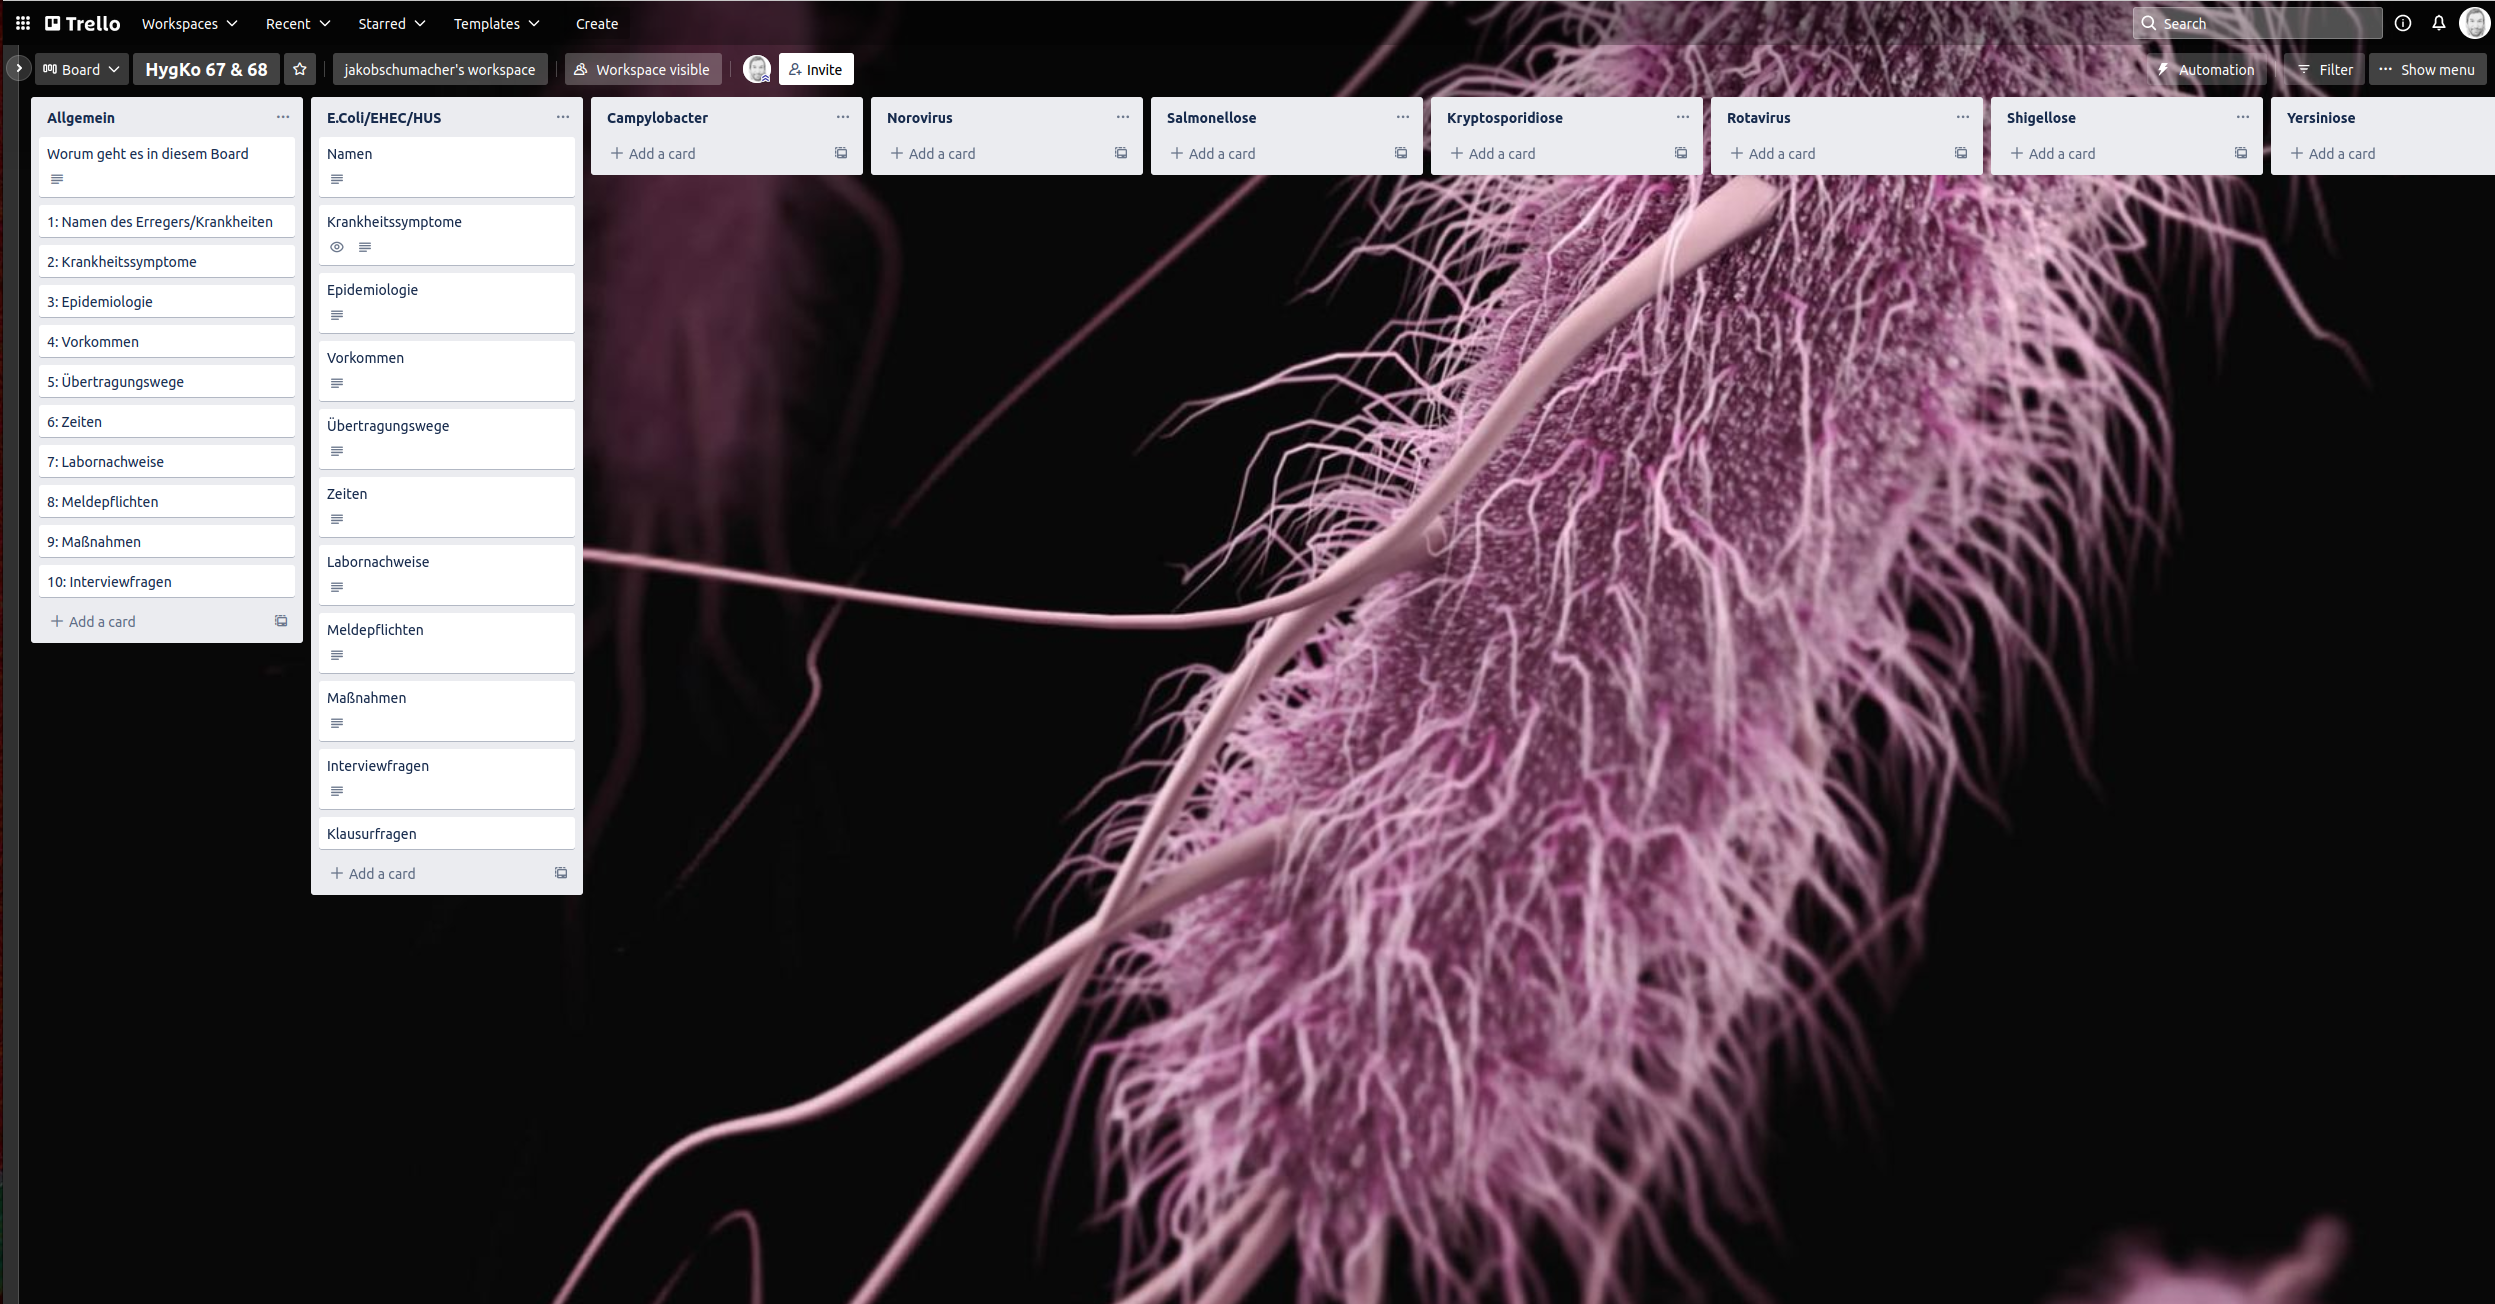 Trello Workspaces Recent Starred Templates Create Search
Board HygKo 67 & 68 jakobschumacher's workspace Workspace visible Invite Automation Filter Show menu
Allgemein
Worum geht es in diesem Board
1: Namen des Erregers/Krankheiten
2: Krankheitssymptome
3: Epidemiologie
4: Vorkommen
5: Übertragungswege
6: Zeiten
7: Labornachweise
8: Meldepflichten
9: Maßnahmen
10: Interviewfragen
+ Add a card
E.Coli/EHEC/HUS
Namen
Krankheitssymptome
Epidemiologie
Vorkommen
Übertragungswege
Zeiten
Labornachweise
Meldepflichten
Maßnahmen
Interviewfragen
Klausurfragen
+ Add a card
Campylobacter
+ Add a card
Norovirus
+ Add a card
Salmonellose
+ Add a card
Kryptosporidiose
+ Add a card
Rotavirus
+ Add a card
Shigellose
+ Add a card
Yersiniose
+ Add a card